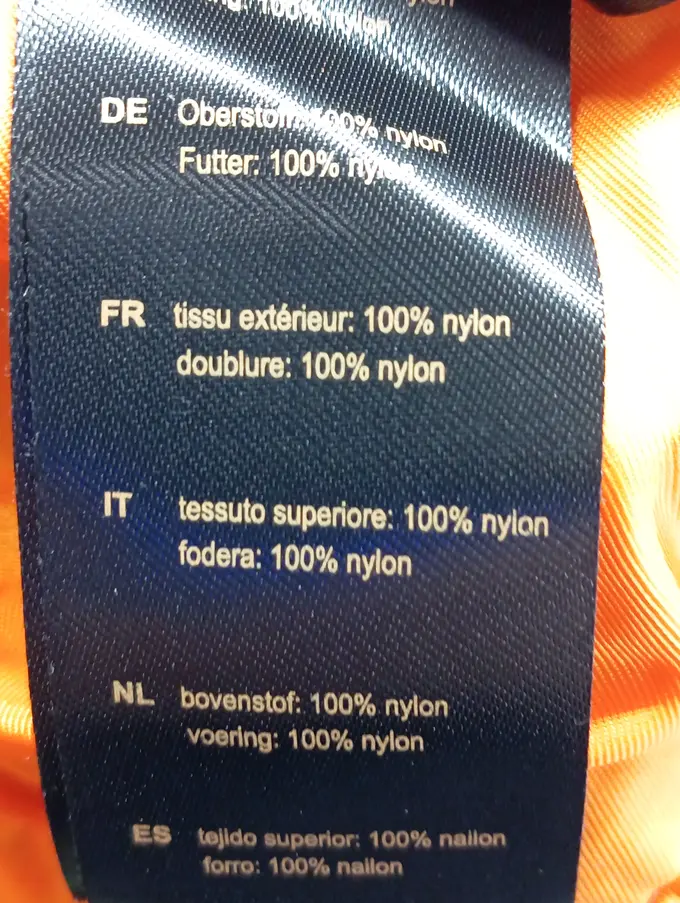 100% nylon
DE Oberstoff: 100% nylon
Futter: 100% nylon
FR tissu extérieur: 100% nylon
doublure: 100% nylon
IT tessuto superiore: 100% nylon
fodera: 100% nylon
NL bovenstof: 100% nylon
voering: 100% nylon
ES tejido superior: 100% nailon
forro: 100% nailon